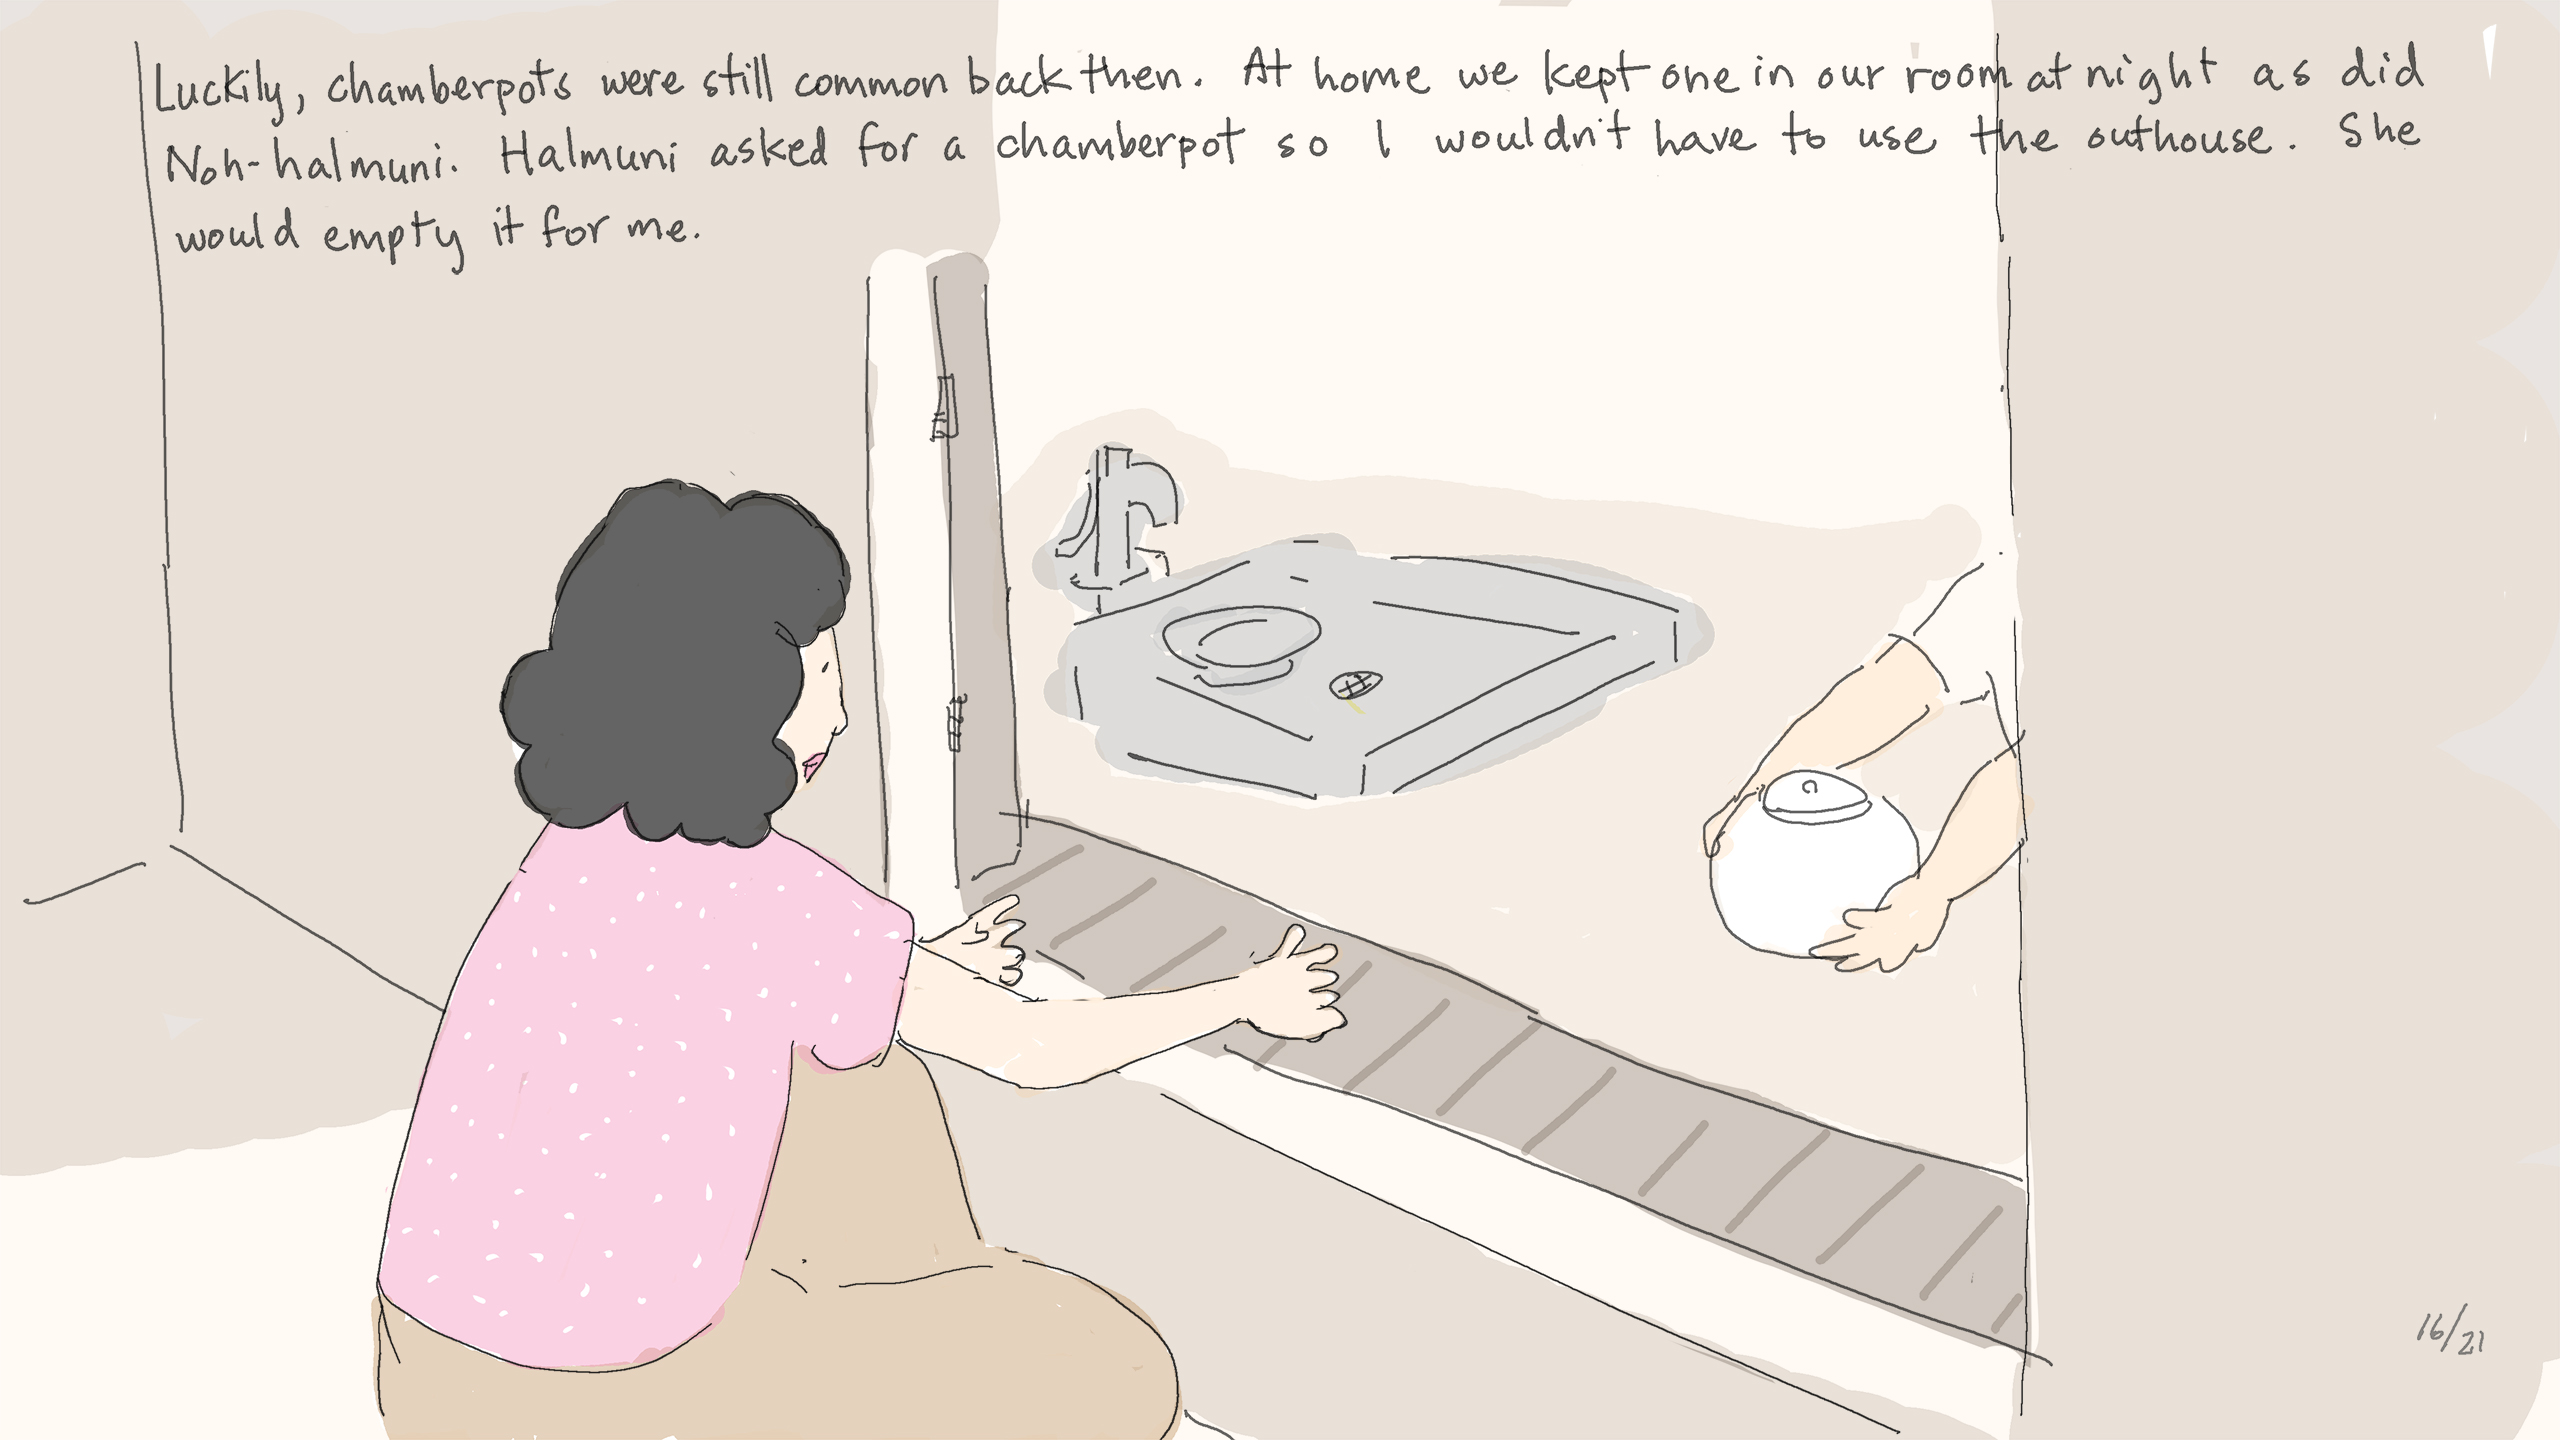 Luckily, chamberpots were still common back then. At home we kept one in our room at night as did
Noh-halmuni. Halmuni asked for a chamberpot so I wouldn't have to use the outhouse. She
would empty it for me.
16/21